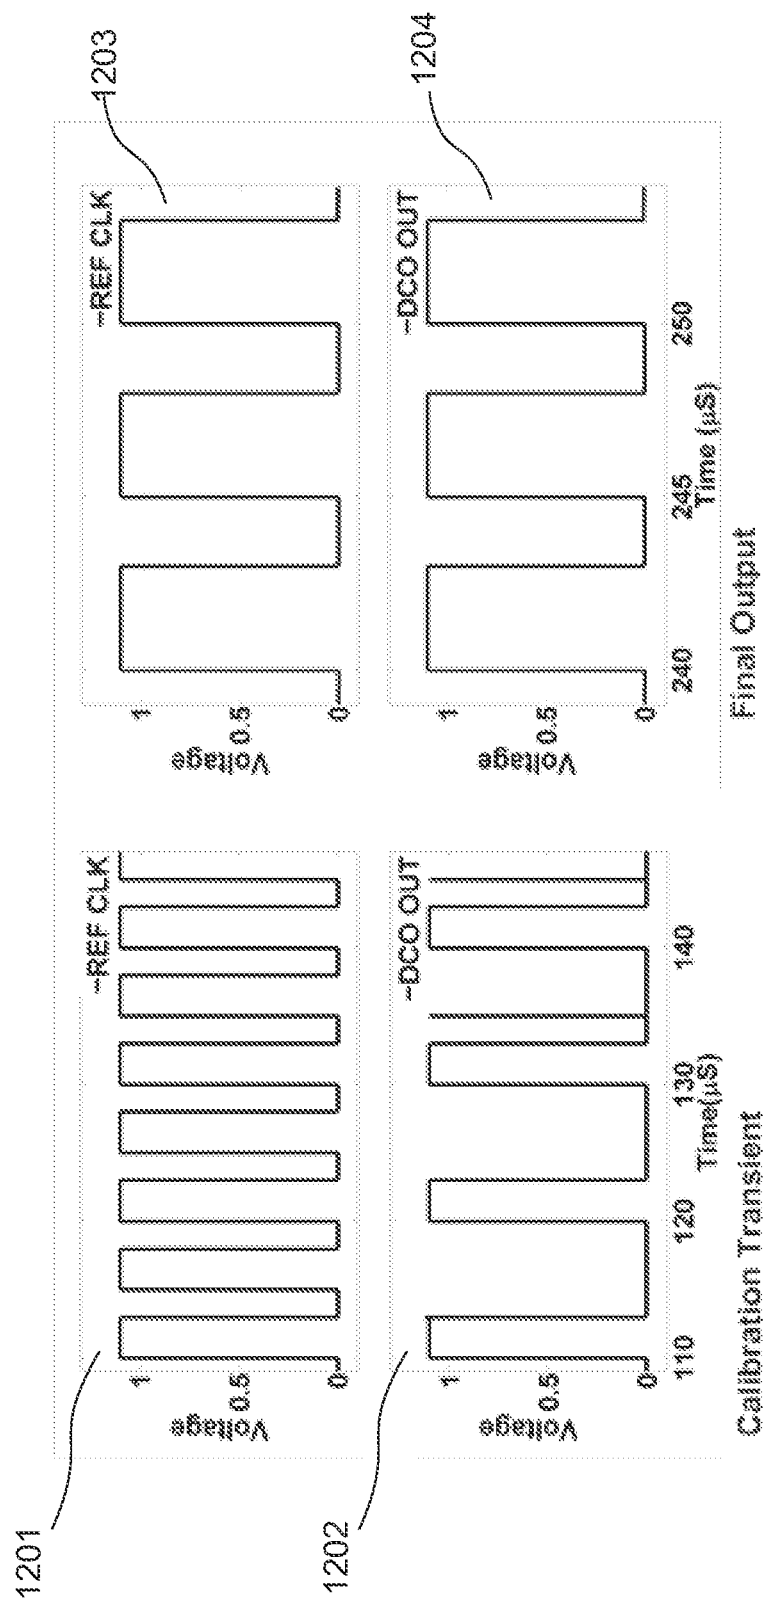 1201
1203
~REF CLK
~REF CLK
Voltage
1
0.5
0
Voltage
1
0.5
0
1202
1204
~DCO OUT
~DCO OUT
Voltage
1
0.5
0
Voltage
1
0.5
0
110
120
130
140
240
245
250
Time(µS)
Time (µS)
Calibration Transient
Final Output